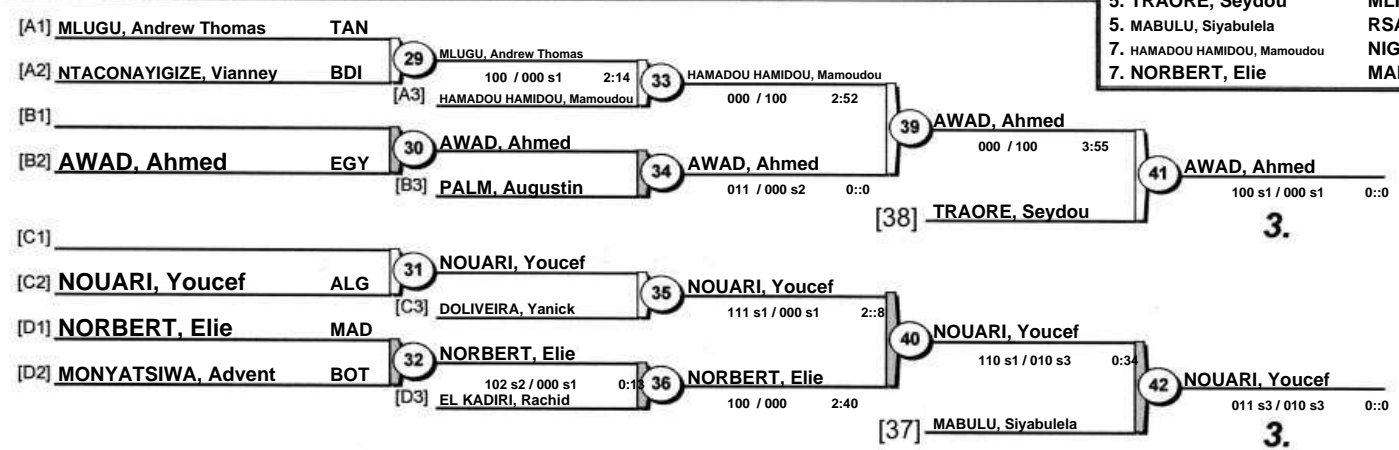 5. TRAORE, Seydou
5. MABULU, Siyabulela RSA
7. HAMADOU HAMIDOU, Mamoudou NIG
7. NORBERT, Elie
[A1] MLUGU, Andrew Thomas TAN
[A2] NTACONAYIGIZE, Vianney BDI
29
MLUGU, Andrew Thomas
100 / 000 s1 2:14
[A3] HAMADOU HAMIDOU, Mamoudou
33
HAMADOU HAMIDOU, Mamoudou
000 / 100 2:52
[B1]
[B2] AWAD, Ahmed EGY
30
AWAD, Ahmed
[B3] PALM, Augustin
34
AWAD, Ahmed
011 / 000 s2 0::0
39
AWAD, Ahmed
000 / 100 3:55
[38] TRAORE, Seydou
41
AWAD, Ahmed
100 s1 / 000 s1 0::0
3.
[C1]
[C2] NOUARI, Youcef ALG
31
NOUARI, Youcef
[C3] DOLIVEIRA, Yanick
35
NOUARI, Youcef
111 s1 / 000 s1 2::8
[D1] NORBERT, Elie MAD
[D2] MONYATSIWA, Advent BOT
32
NORBERT, Elie
102 s2 / 000 s1 0:13
[D3] EL KADIRI, Rachid
36
NORBERT, Elie
100 / 000 2:40
40
NOUARI, Youcef
110 s1 / 010 s3 0:34
[37] MABULU, Siyabulela
42
NOUARI, Youcef
011 s3 / 010 s3 0::0
3.